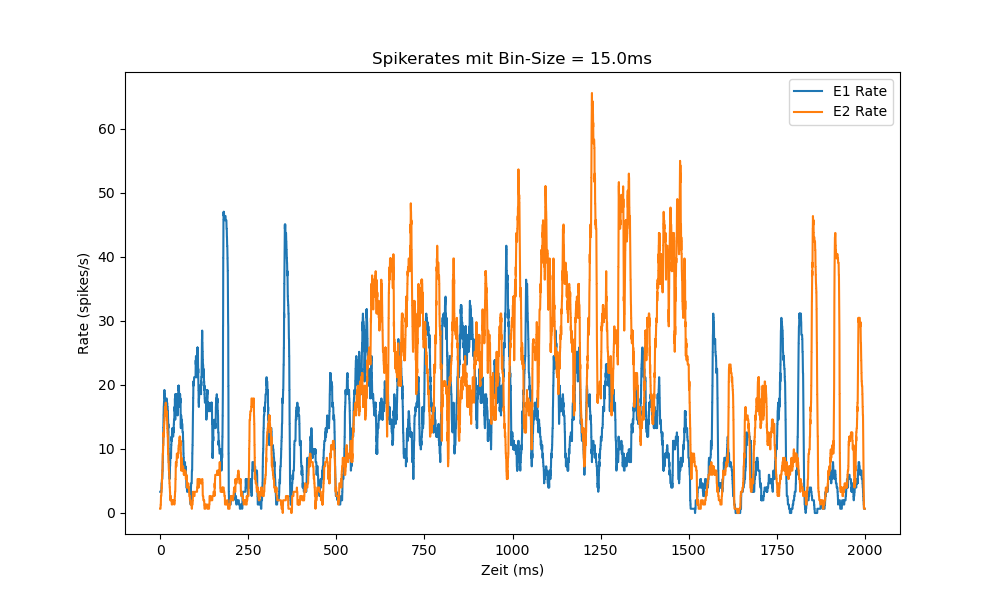 Spikerates mit Bin-Size = 15.0ms
E1 Rate
E2 Rate
Rate (spikes/s)
60
50
40
30
20
10
0
0 250 500 750 1000 1250 1500 1750 2000
Zeit (ms)